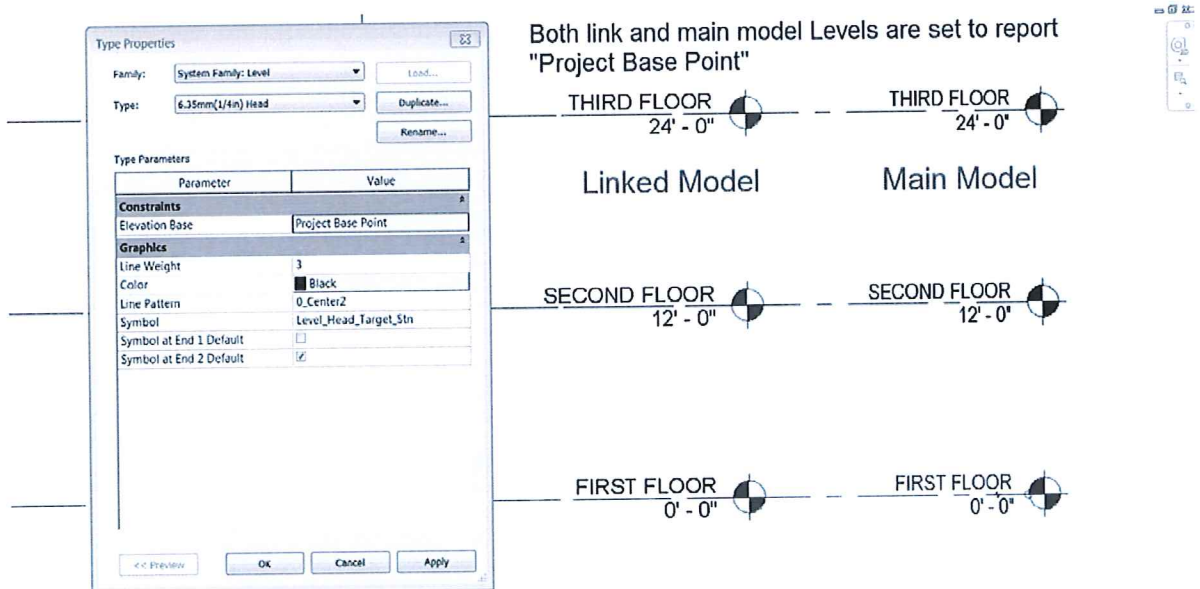 Type Properties
Family:
System Family: Level
Load...
Type:
6.35mm(1/4in) Head
Duplicate...
Rename...
Type Parameters
Parameter
Value
Constraints
Elevation Base
Project Base Point
Graphics
Line Weight
3
Color
Black
Line Pattern
0_Center2
Symbol
Level_Head_Target_Stn
Symbol at End 1 Default
Symbol at End 2 Default
<< Preview
OK
Cancel
Apply
Both link and main model Levels are set to report
"Project Base Point"
THIRD FLOOR
24' - 0"
THIRD FLOOR
24' - 0"
Linked Model
Main Model
SECOND FLOOR
12' - 0"
SECOND FLOOR
12' - 0"
FIRST FLOOR
0' - 0"
FIRST FLOOR
0' - 0"